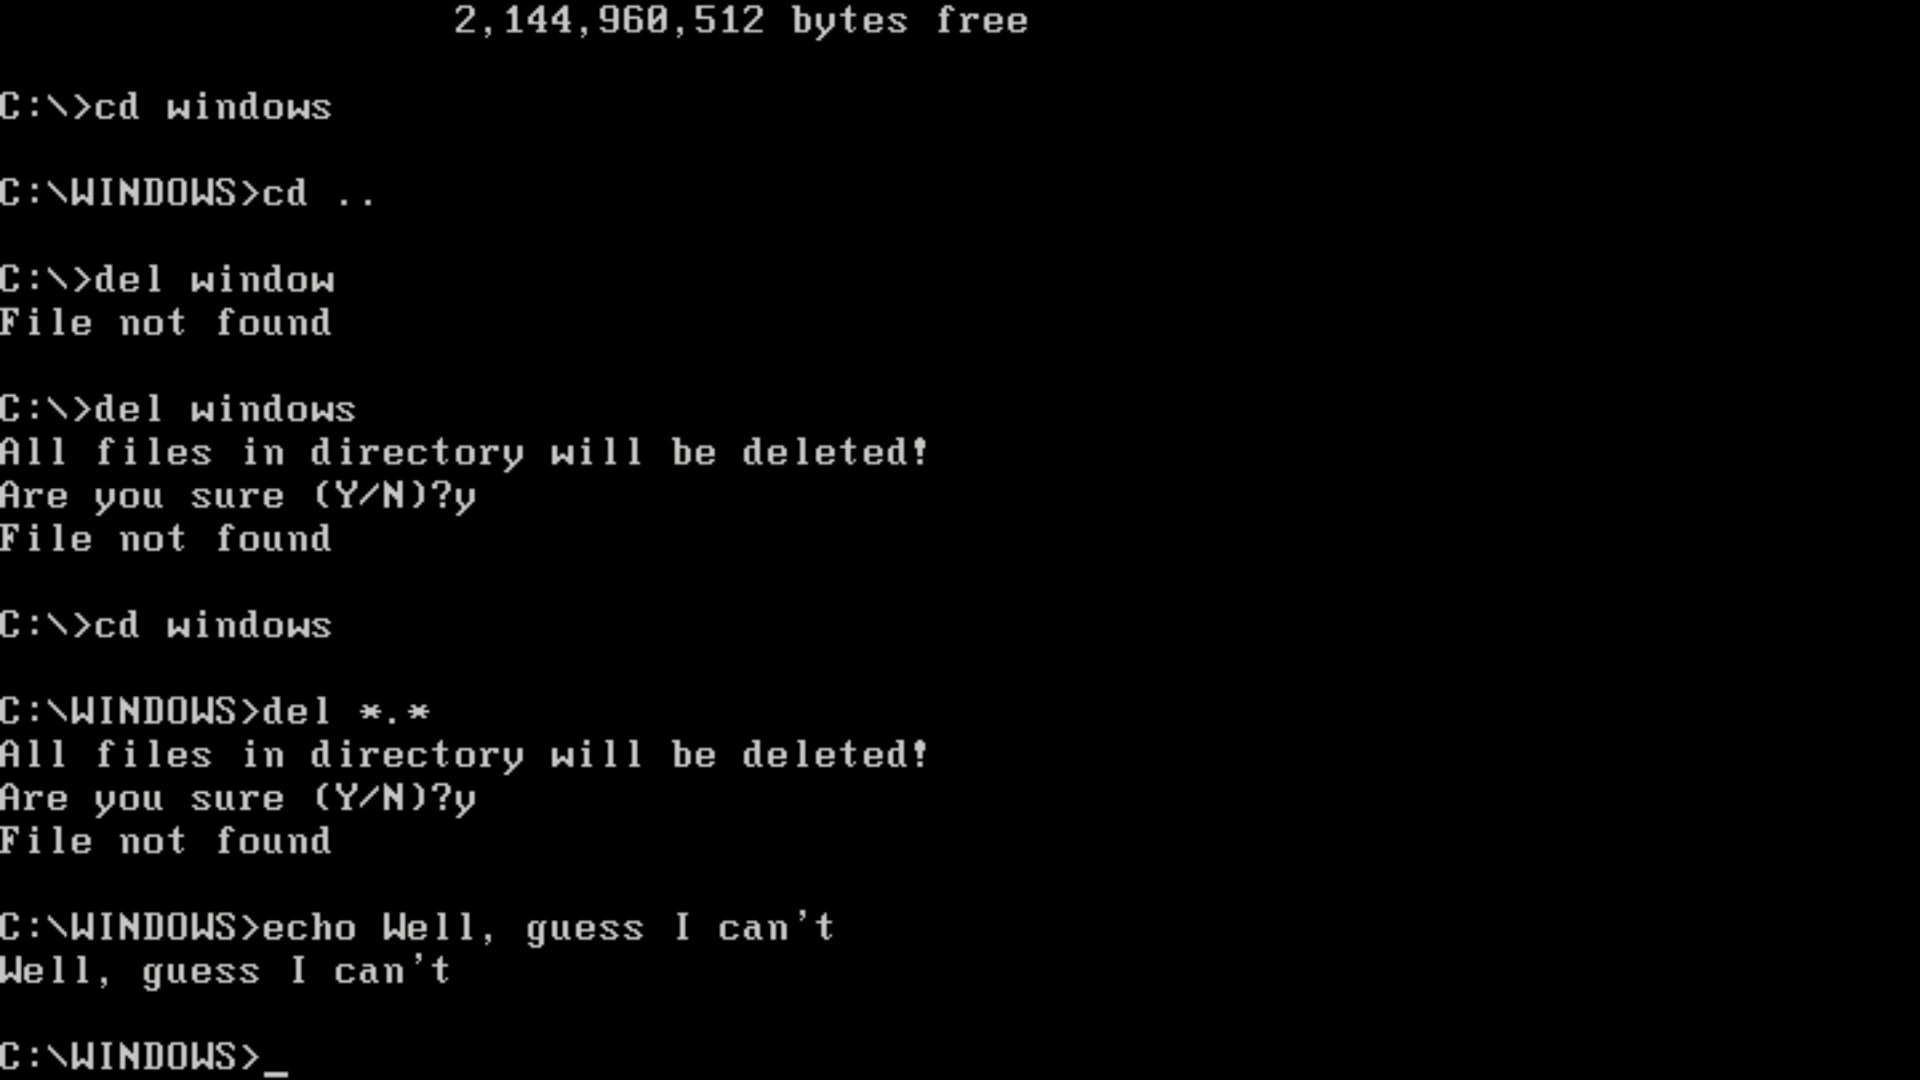 2,144,960,512 bytes free
C:\>cd windows
C:\WINDOWS>cd ..
C:\>del window
File not found
C:\>del windows
All files in directory will be deleted!
Are you sure (Y/N)?y
File not found
C:\>cd windows
C:\WINDOWS>del *.*
All files in directory will be deleted!
Are you sure (Y/N)?y
File not found
C:\WINDOWS>echo Well, guess I can't
Well, guess I can't
C:\WINDOWS>_